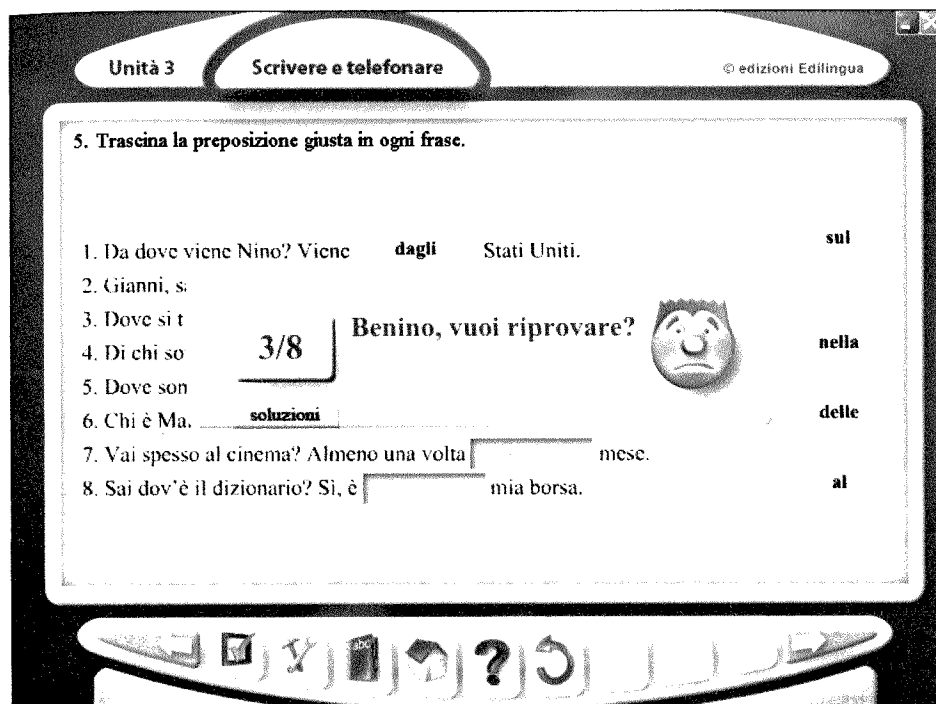 Unità 3 Scrivere e telefonare © edizioni Edilingua
5. Trascina la preposizione giusta in ogni frase.
1. Da dove viene Nino? Viene dagli Stati Uniti.
sul
2. Gianni, s
3. Dove si t
Benino, vuoi riprovare?
3/8
4. Di chi so
nella
5. Dove son
6. Chi è Ma
soluzioni
delle
7. Vai spesso al cinema? Almeno una volta mese.
8. Sai dov'è il dizionario? Sì, è mia borsa.
al
abc